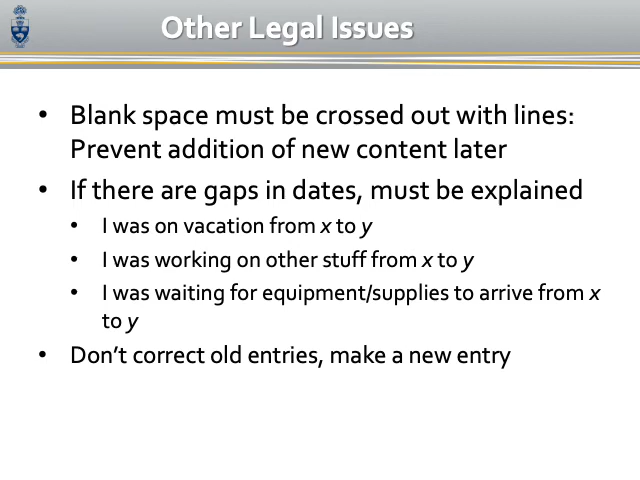 Other Legal Issues
• Blank space must be crossed out with lines:
Prevent addition of new content later
• If there are gaps in dates, must be explained
• I was on vacation from x to y
• I was working on other stuff from x to y
• I was waiting for equipment/supplies to arrive from x
to y
• Don’t correct old entries, make a new entry